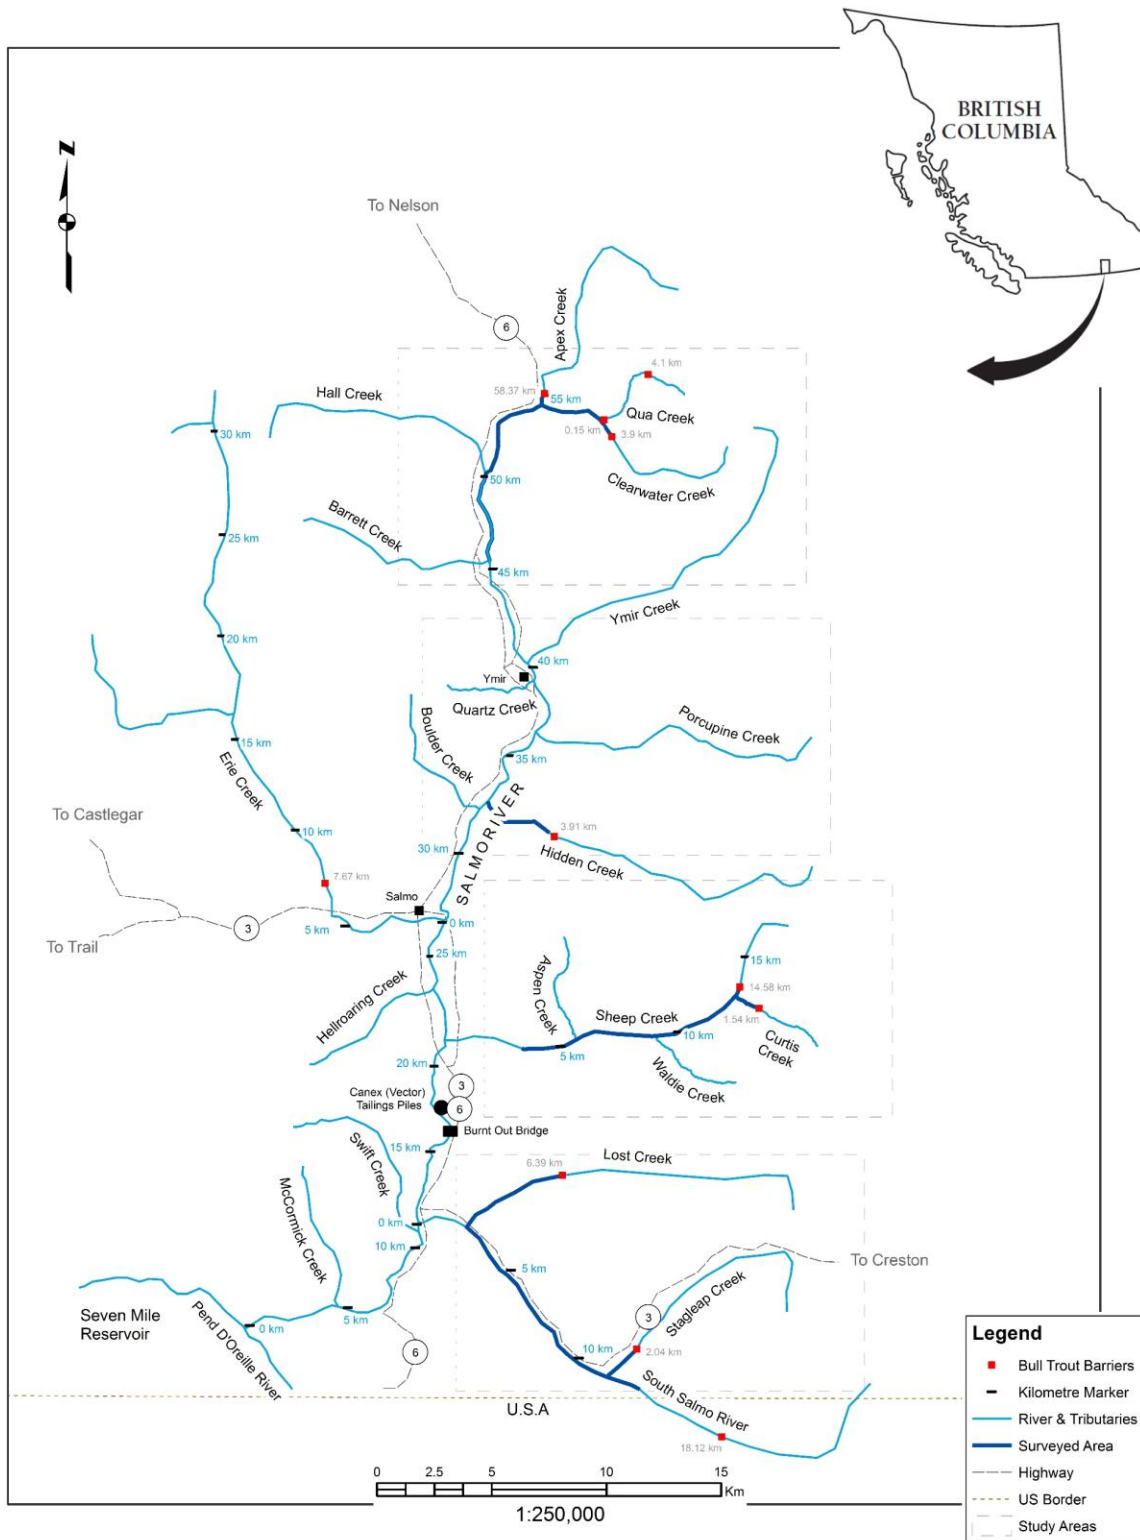 BRITISH
COLUMBIA
N
To Nelson
6
Apex Creek
4.1 km
58.37 km
55 km
Hall Creek
Qua Creek
0.15 km
3.9 km
30 km
50 km
Clearwater Creek
Barrett Creek
25 km
45 km
Ymir Creek
20 km
40 km
Ymir
Quartz Creek
Boulder Creek
Porcupine Creek
15 km
35 km
Erie Creek
SALMO RIVER
To Castlegar
10 km
3.91 km
30 km
Hidden Creek
7.67 km
Salmo
0 km
5 km
3
To Trail
25 km
15 km
Aspen Creek
Hellroaring Creek
14.58 km
Sheep Creek
1.54 km
10 km
Curtis
Creek
5 km
20 km
Waldie Creek
3
Canex (Vector)
Tailings Piles
6
Burnt Out Bridge
Swift Creek
15 km
6.39 km
Lost Creek
McCormick Creek
0 km
10 km
To Creston
5 km
Stagleap Creek
Seven Mile
Reservoir
Pend D'Oreille River
0 km
5 km
3
6
10 km
2.04 km
South Salmo River
U.S.A
18.12 km
0 2.5 5 10 15
Km
1:250,000
Legend
Bull Trout Barriers
Kilometre Marker
River & Tributaries
Surveyed Area
Highway
US Border
Study Areas